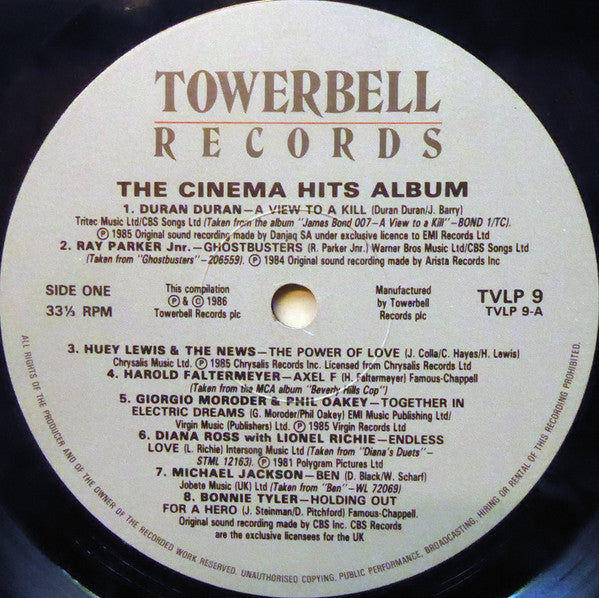 TOWERBELL
RECORDS
THE CINEMA HITS ALBUM
1. DURAN DURAN—A VIEW TO A KILL (Duran Duran/J. Barry)
Tritec Music Ltd/CBS Songs Ltd (Taken from the album "James Bond 007—A View to a Kill"—BOND 1/TC).
Ⓟ 1985 Original sound recording made by Danjaq SA under exclusive licence to EMI Records Ltd
2. RAY PARKER Jnr.—GHOSTBUSTERS (R. Parker Jnr.) Warner Bros Music Ltd/CBS Songs Ltd
(Taken from "Ghostbusters"—206559). Ⓟ 1984 Original sound recording made by Arista Records Inc
SIDE ONE
33⅓ RPM
This compilation
Ⓟ & © 1986
Towerbell Records plc
Manufactured
by Towerbell
Records plc
TVLP 9
TVLP 9-A
3. HUEY LEWIS & THE NEWS—THE POWER OF LOVE (J. Colla/C. Hayes/H. Lewis)
Chrysalis Music Ltd. Ⓟ 1985 Chrysalis Records Inc. Licensed from Chrysalis Records Ltd
4. HAROLD FALTERMEYER—AXEL F (H. Faltermeyer) Famous-Chappell
(Taken from the MCA album "Beverly Hills Cop")
5. GIORGIO MORODER & PHIL OAKEY—TOGETHER IN
ELECTRIC DREAMS (G. Moroder/Phil Oakey) EMI Music Publishing Ltd/
Virgin Music (Publishers) Ltd. Ⓟ 1985 Virgin Records Ltd
6. DIANA ROSS with LIONEL RICHIE—ENDLESS
LOVE (L. Richie) Intersong Music Ltd (Taken from "Diana's Duets"—
STML 12163). Ⓟ 1981 Polygram Pictures Ltd
7. MICHAEL JACKSON—BEN (D. Black/W. Scharf)
Jobete Music (UK) Ltd (Taken from "Ben"—WL 72069)
8. BONNIE TYLER—HOLDING OUT
FOR A HERO (J. Steinman/D. Pitchford) Famous-Chappell.
Original sound recording made by CBS Inc. CBS Records
are the exclusive licensees for the UK
ALL RIGHTS OF THE PRODUCER AND OF THE OWNER OF THE RECORDED WORK RESERVED. UNAUTHORISED COPYING, PUBLIC PERFORMANCE, BROADCASTING, HIRING OR RENTAL OF THIS RECORDING PROHIBITED.